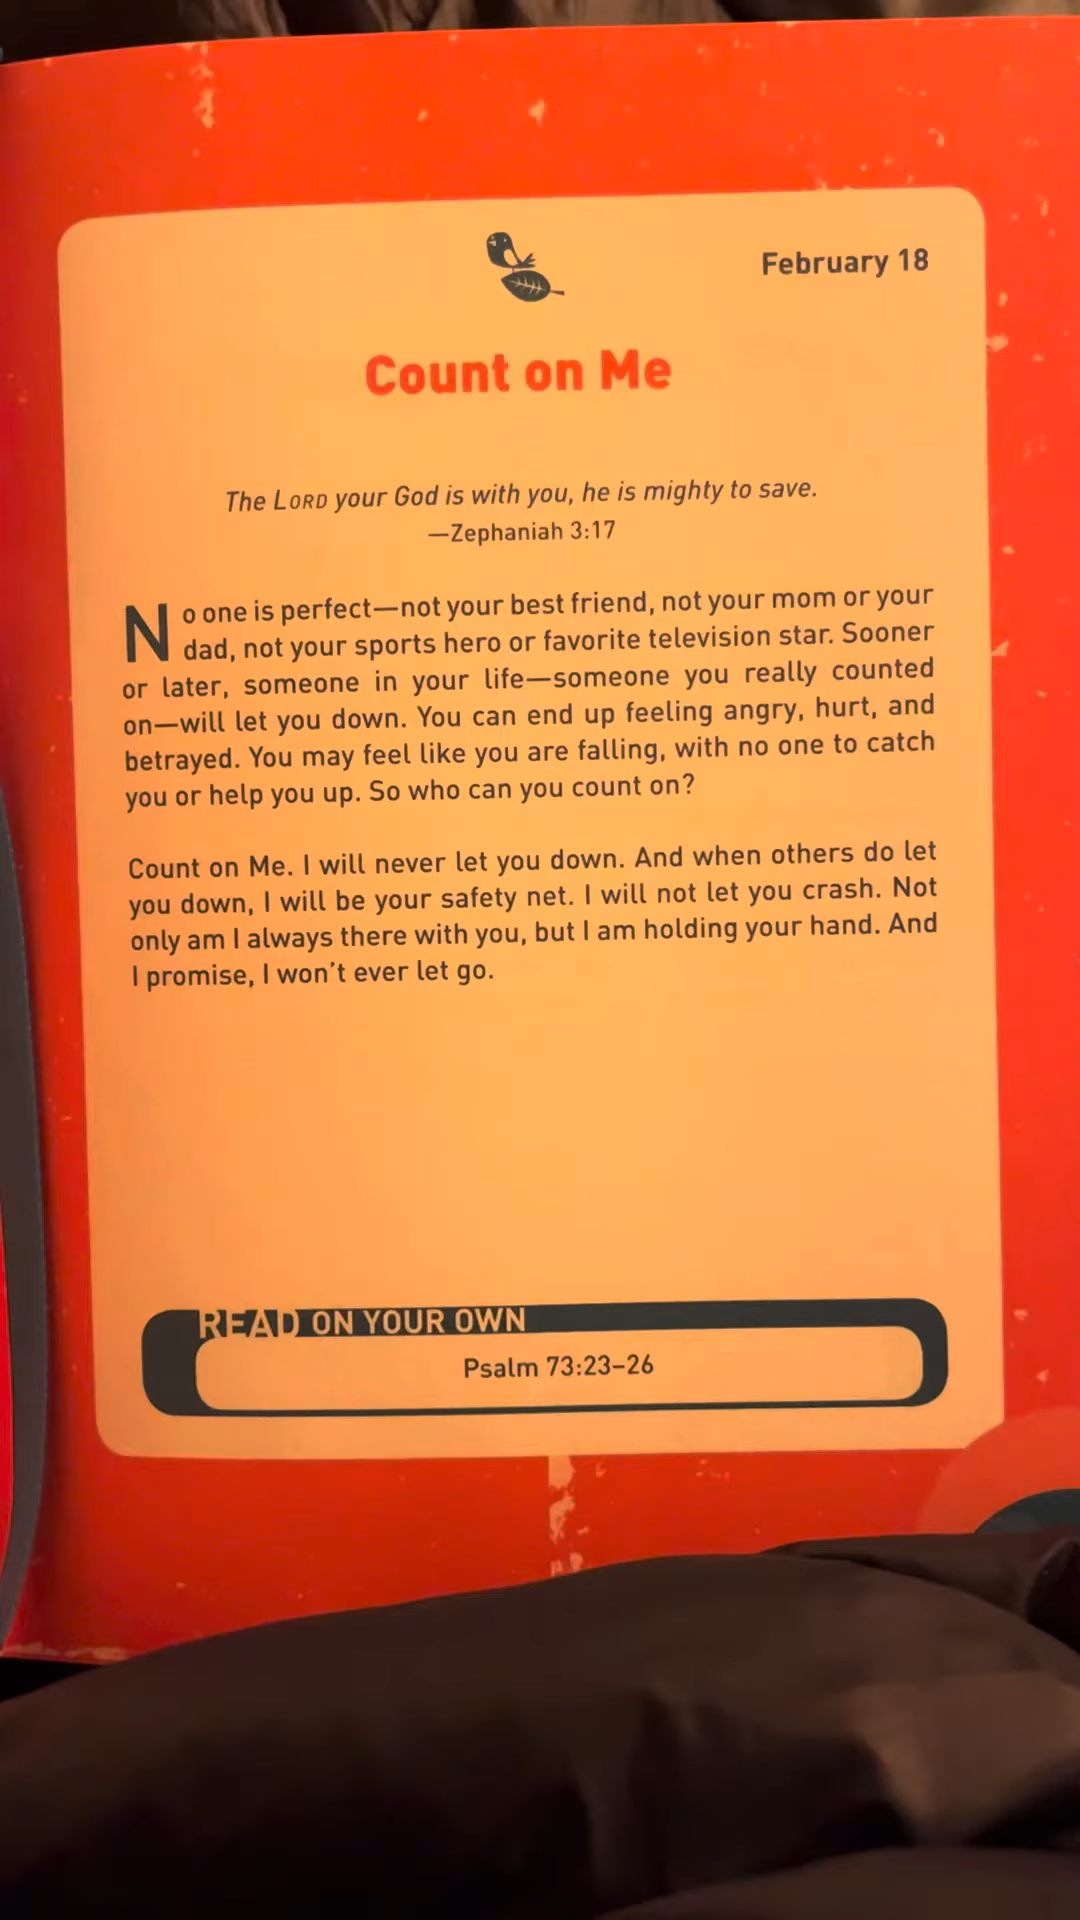 February 18
Count on Me
The LORD your God is with you, he is mighty to save.
—Zephaniah 3:17
No one is perfect—not your best friend, not your mom or your
dad, not your sports hero or favorite television star. Sooner
or later, someone in your life—someone you really counted
on—will let you down. You can end up feeling angry, hurt, and
betrayed. You may feel like you are falling, with no one to catch
you or help you up. So who can you count on?
Count on Me. I will never let you down. And when others do let
you down, I will be your safety net. I will not let you crash. Not
only am I always there with you, but I am holding your hand. And
I promise, I won't ever let go.
READ ON YOUR OWN
Psalm 73:23–26